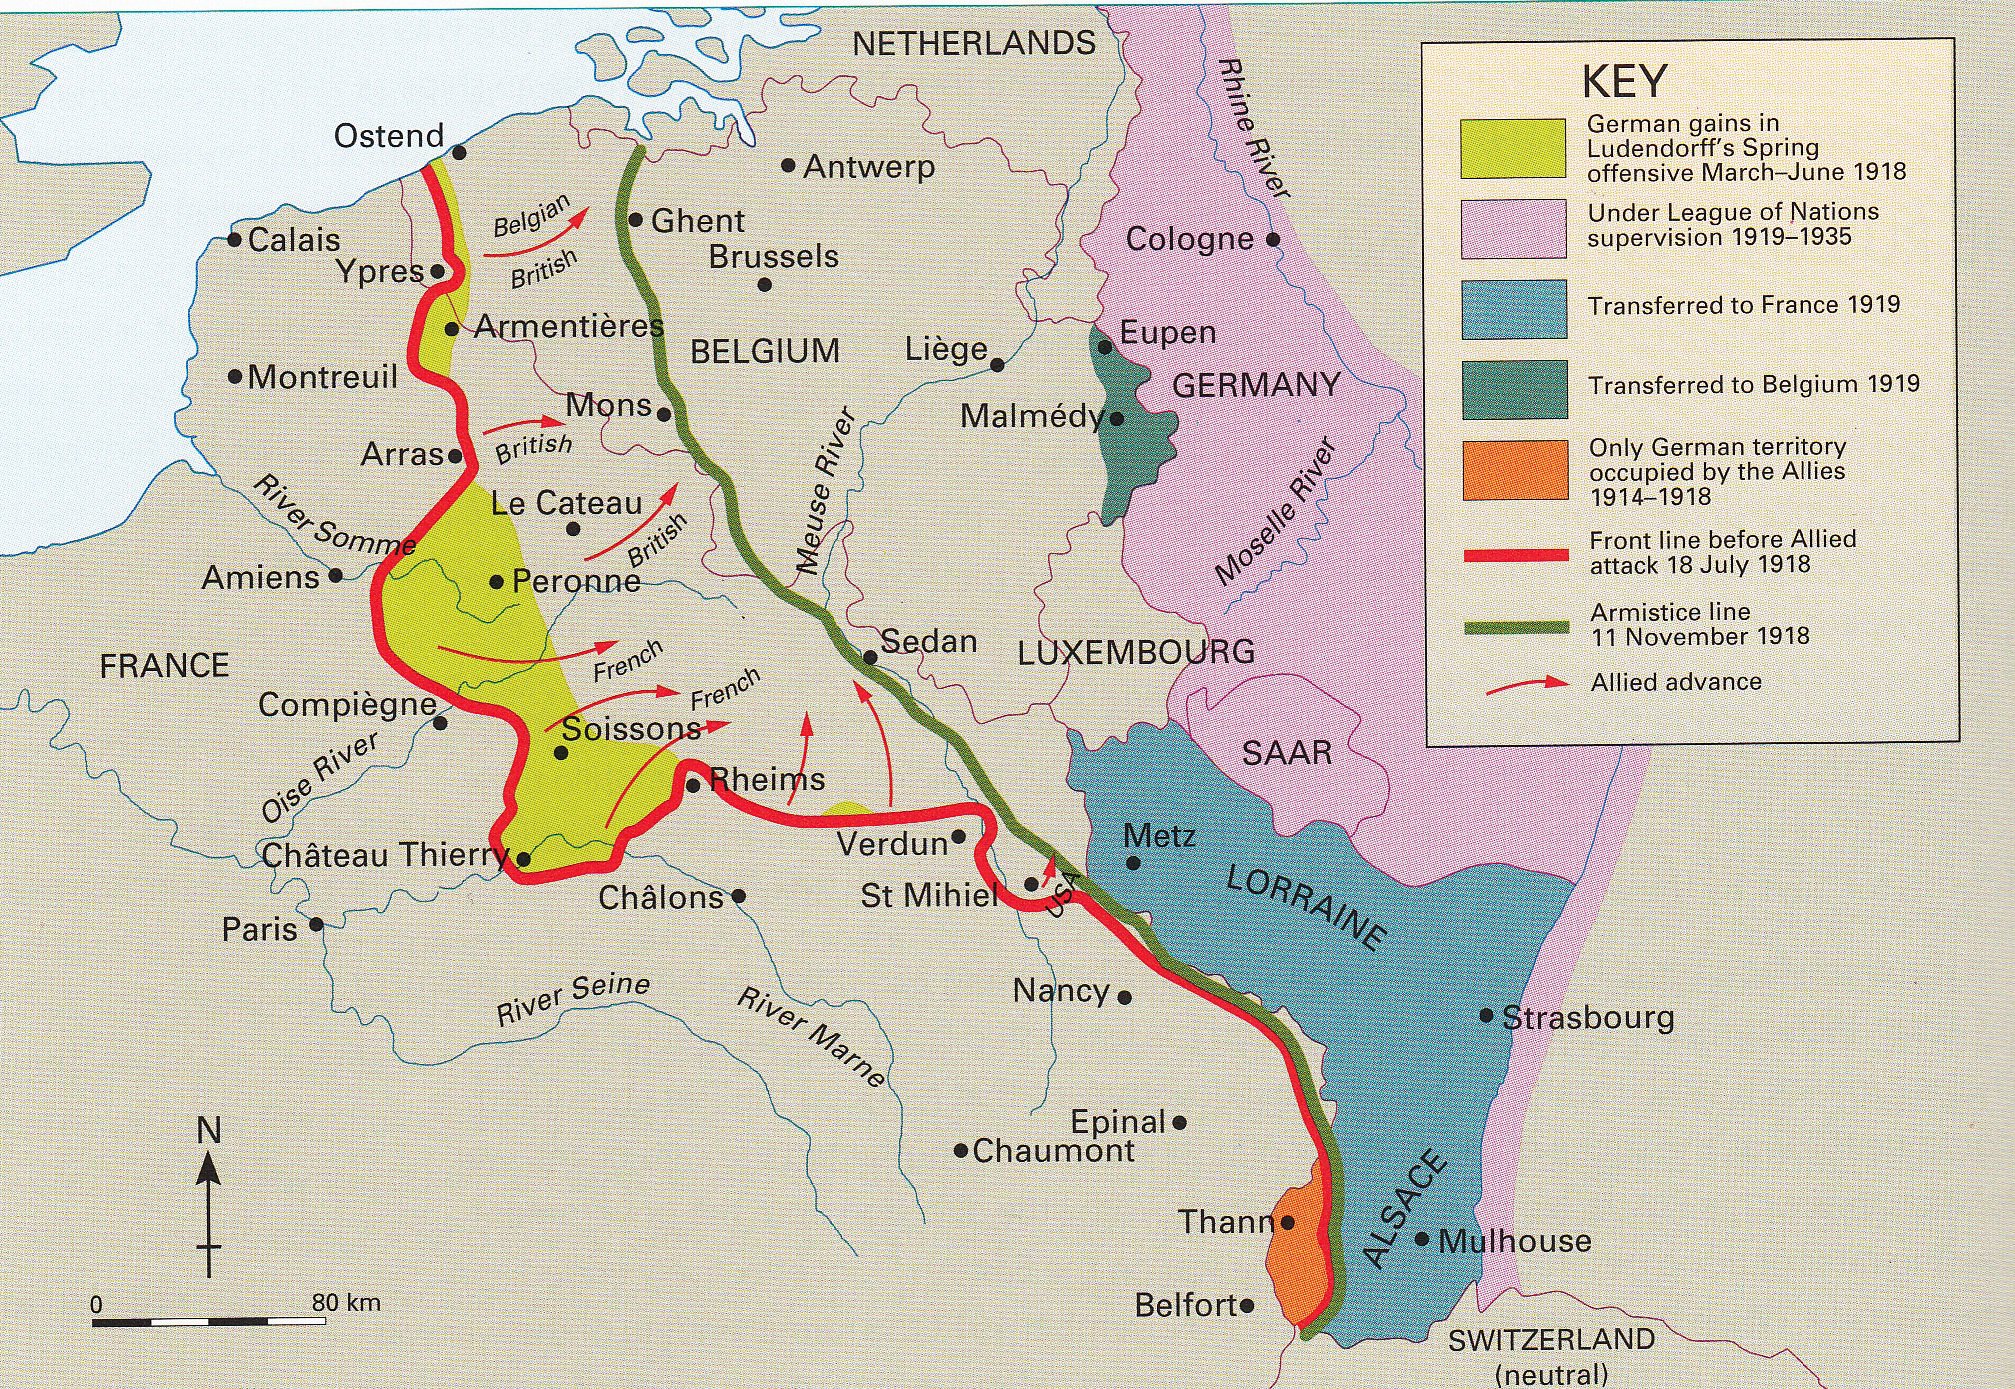 NETHERLANDS
Rhine River
Ostend
Antwerp
Belgian
British
Ghent
Calais
Ypres
Brussels
Cologne
Armentières
BELGIUM
Liège
Eupen
GERMANY
Montreuil
Mons
Malmédy
British
Arras
Meuse River
Moselle River
River Somme
Le Cateau
British
Amiens
Peronne
FRANCE
French
Sedan
LUXEMBOURG
Compiègne
French
Soissons
SAAR
Oise River
Rheims
Château Thierry
Verdun
Metz
LORRAINE
Châlons
St Mihiel
USA
Paris
River Seine
River Marne
Nancy
Strasbourg
Epinal
Chaumont
ALSACE
Thann
Mulhouse
Belfort
SWITZERLAND
(neutral)
N
0
80 km
KEY
German gains in
Ludendorff's Spring
offensive March–June 1918
Under League of Nations
supervision 1919–1935
Transferred to France 1919
Transferred to Belgium 1919
Only German territory
occupied by the Allies
1914–1918
Front line before Allied
attack 18 July 1918
Armistice line
11 November 1918
Allied advance